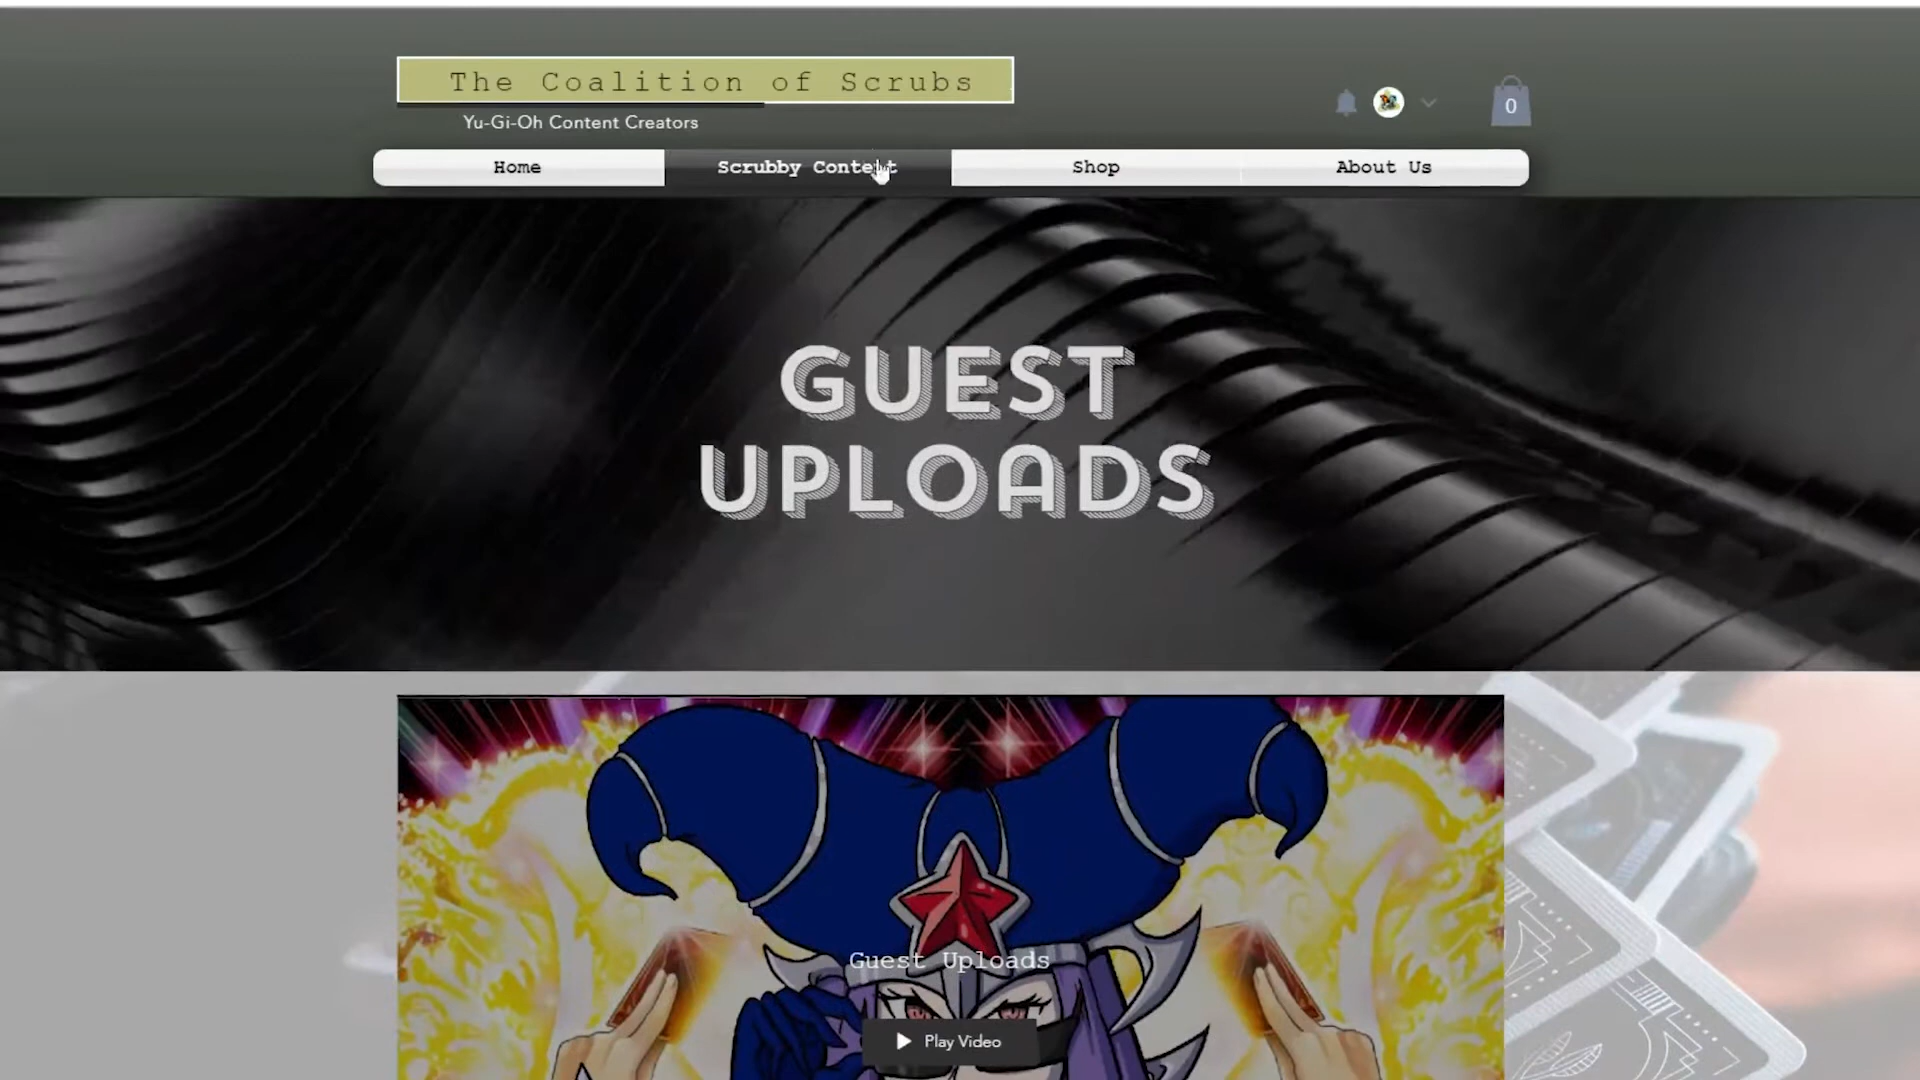 The Coalition of Scrubs
Yu-Gi-Oh Content Creators
0
Home
Scrubby Content
Shop
About Us
GUEST
UPLOADS
Guest Uploads
Play Video